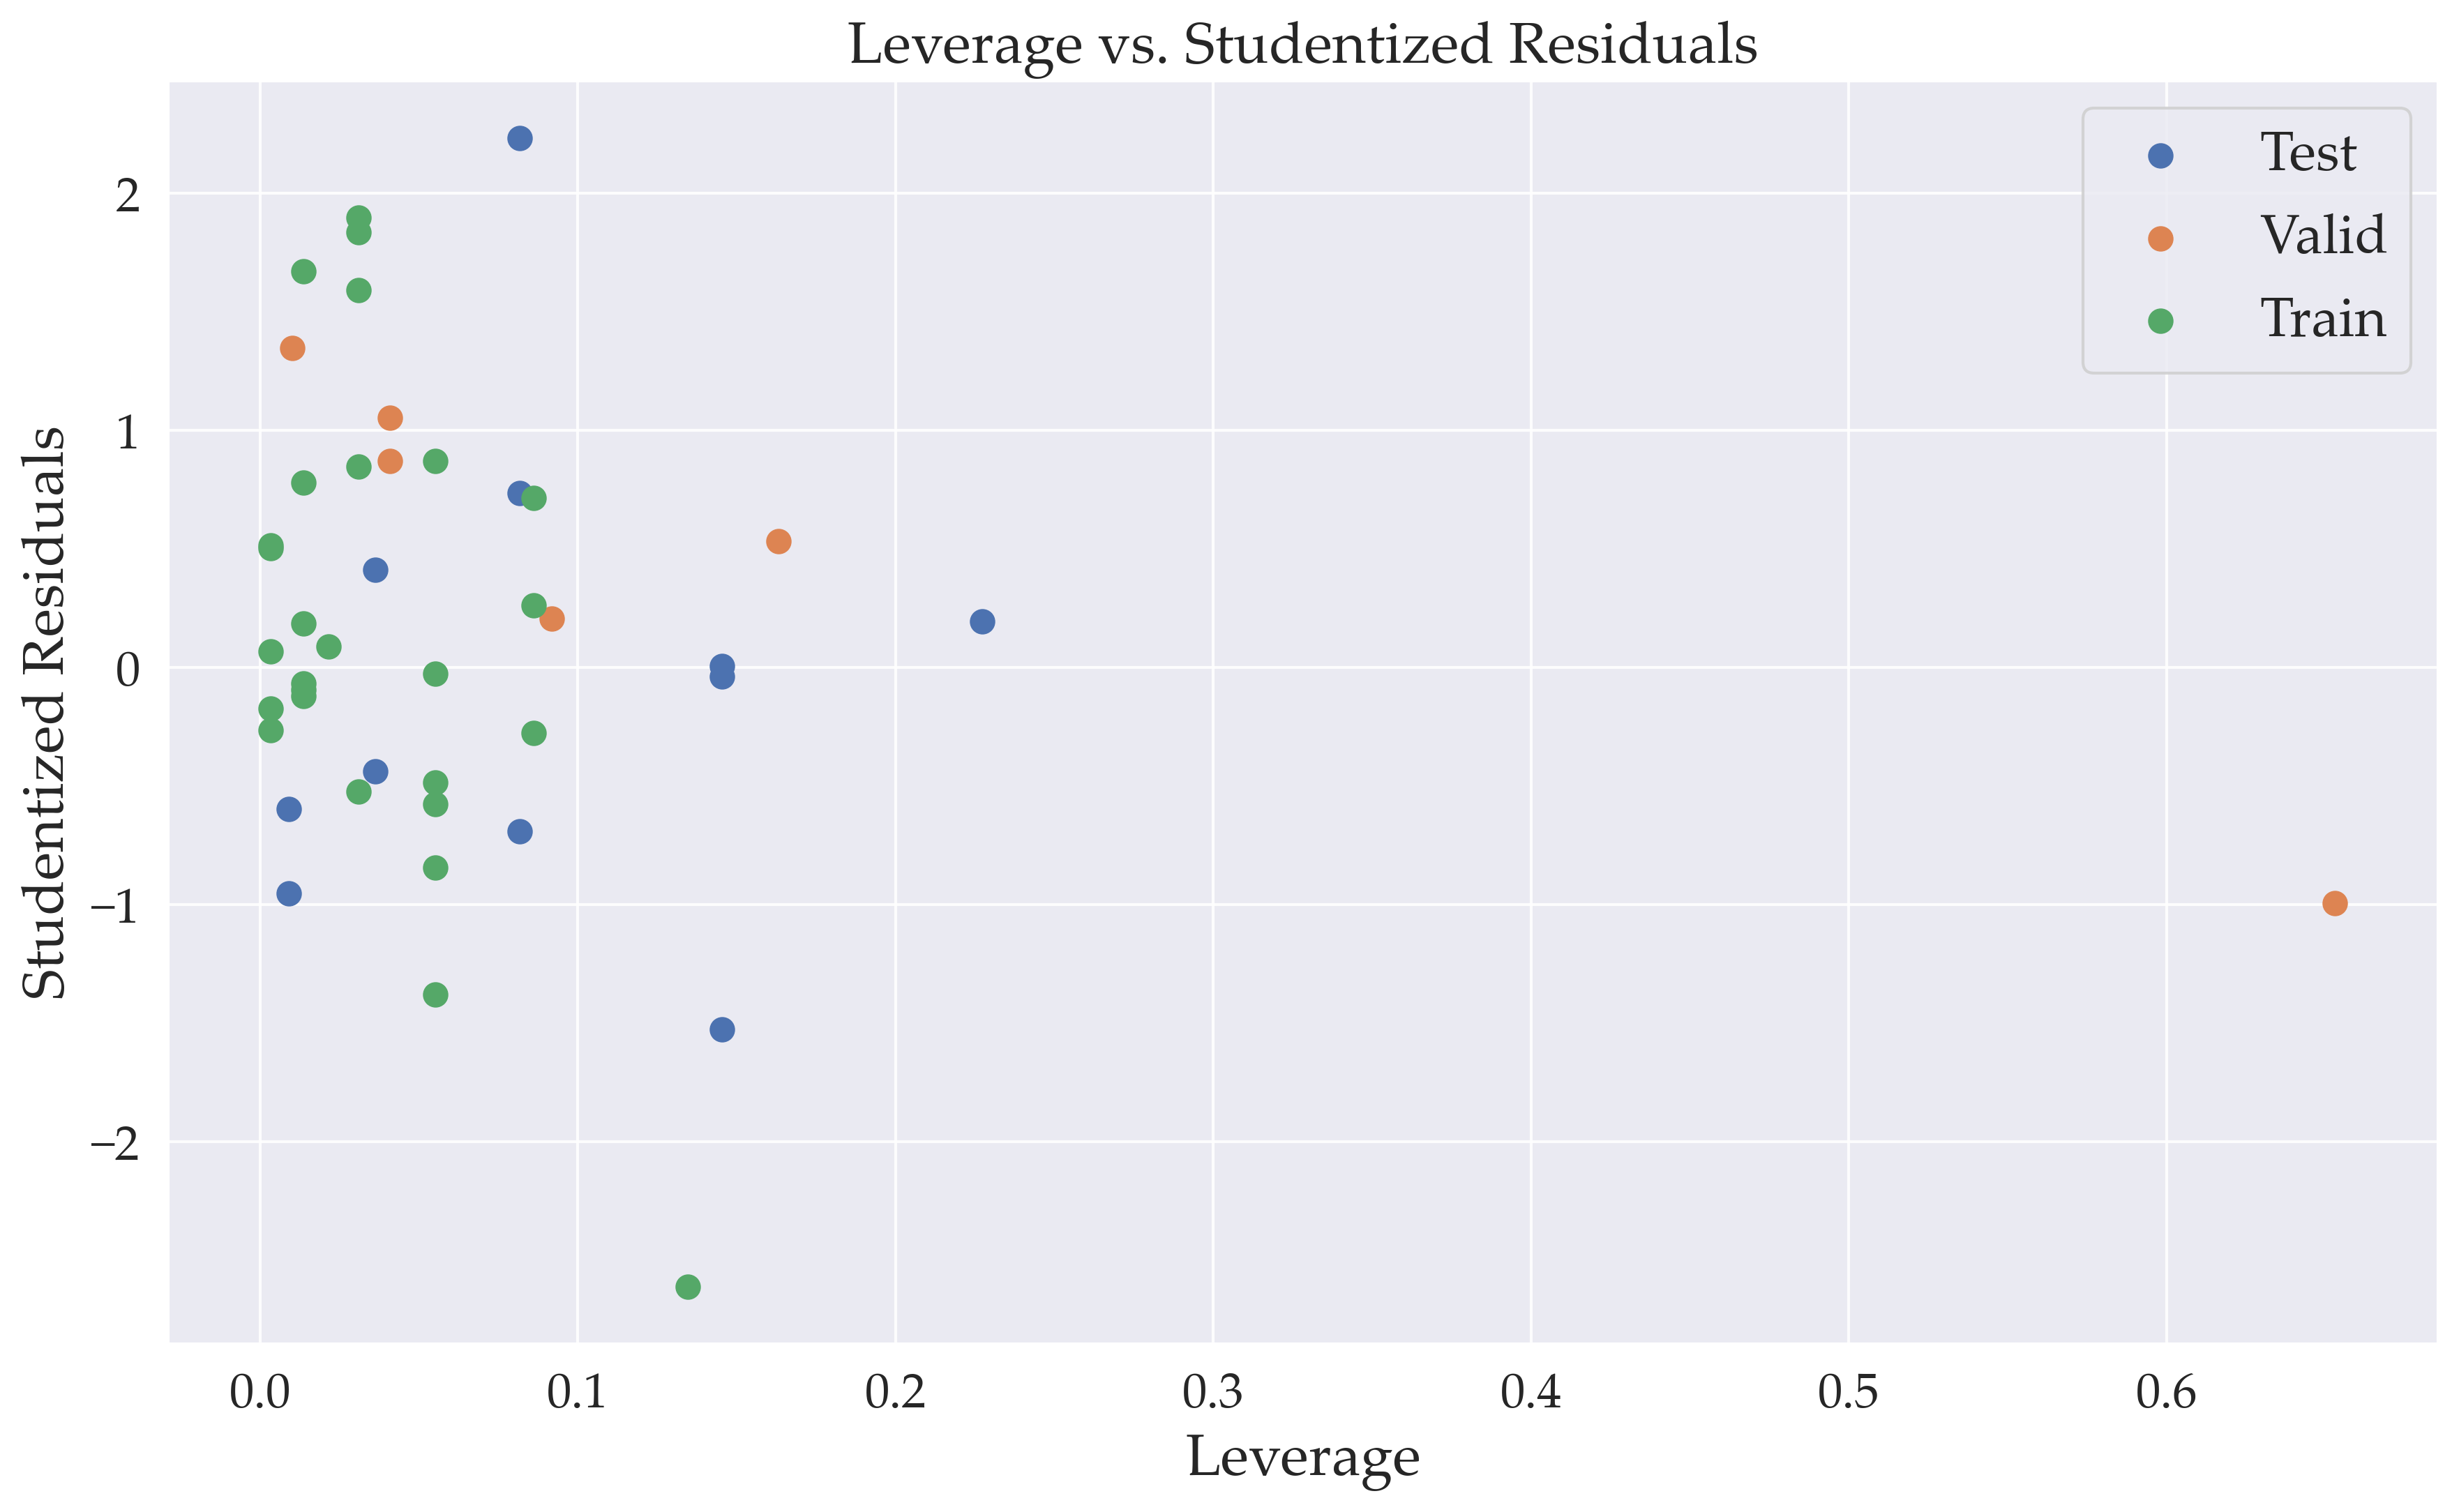 Leverage vs. Studentized Residuals
Test
Valid
Train
Studentized Residuals
2
1
0
−1
−2
0.0 0.1 0.2 0.3 0.4 0.5 0.6
Leverage